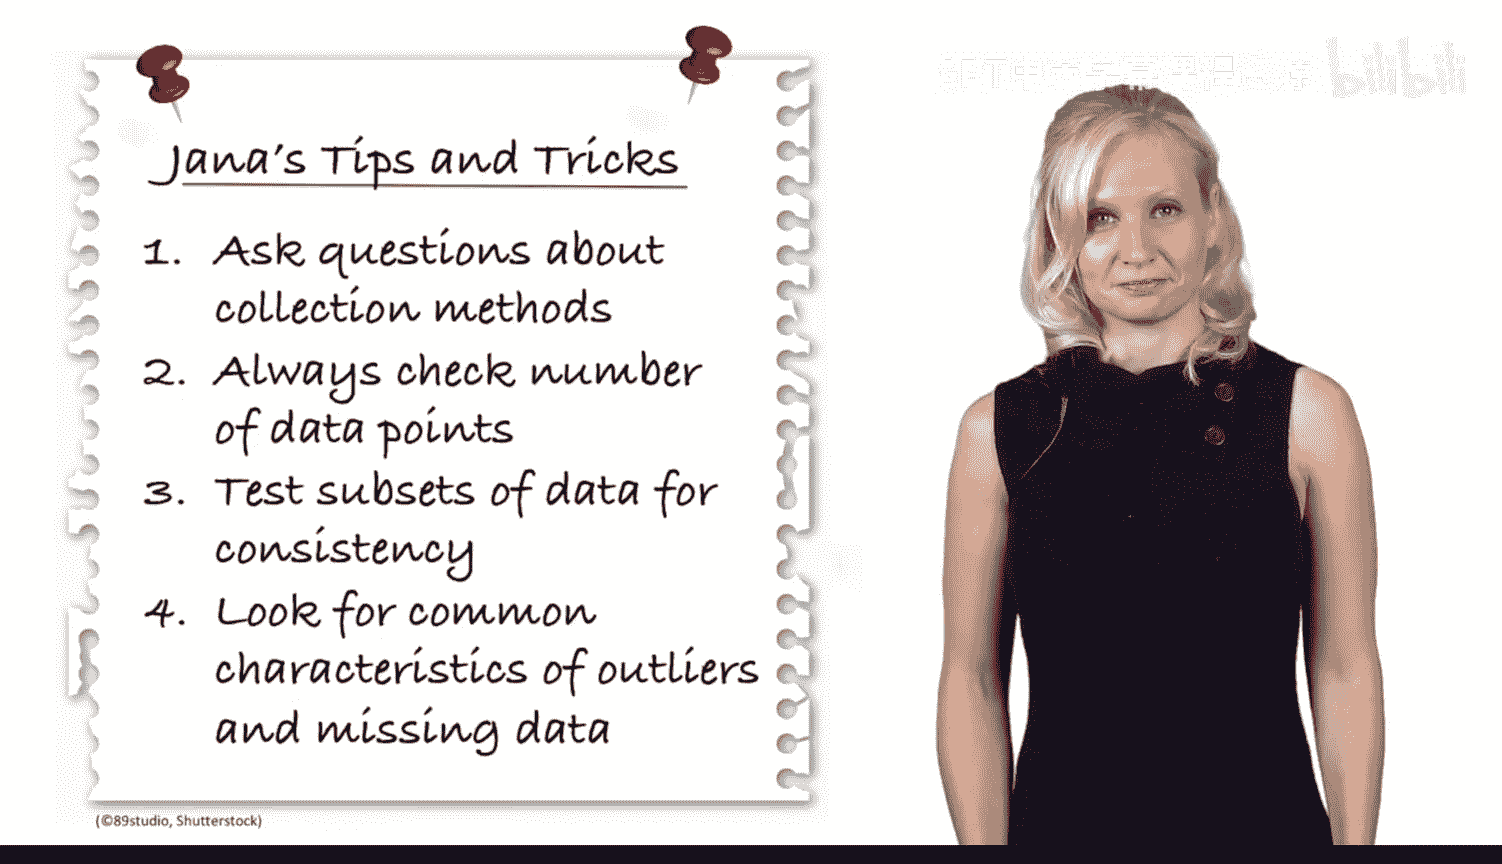 bilibili
Jana's Tips and Tricks
1. Ask questions about
collection methods
2. Always check number
of data points
3. Test subsets of data for
consistency
4. Look for common
characteristics of outliers
and missing data
(©89studio, Shutterstock)